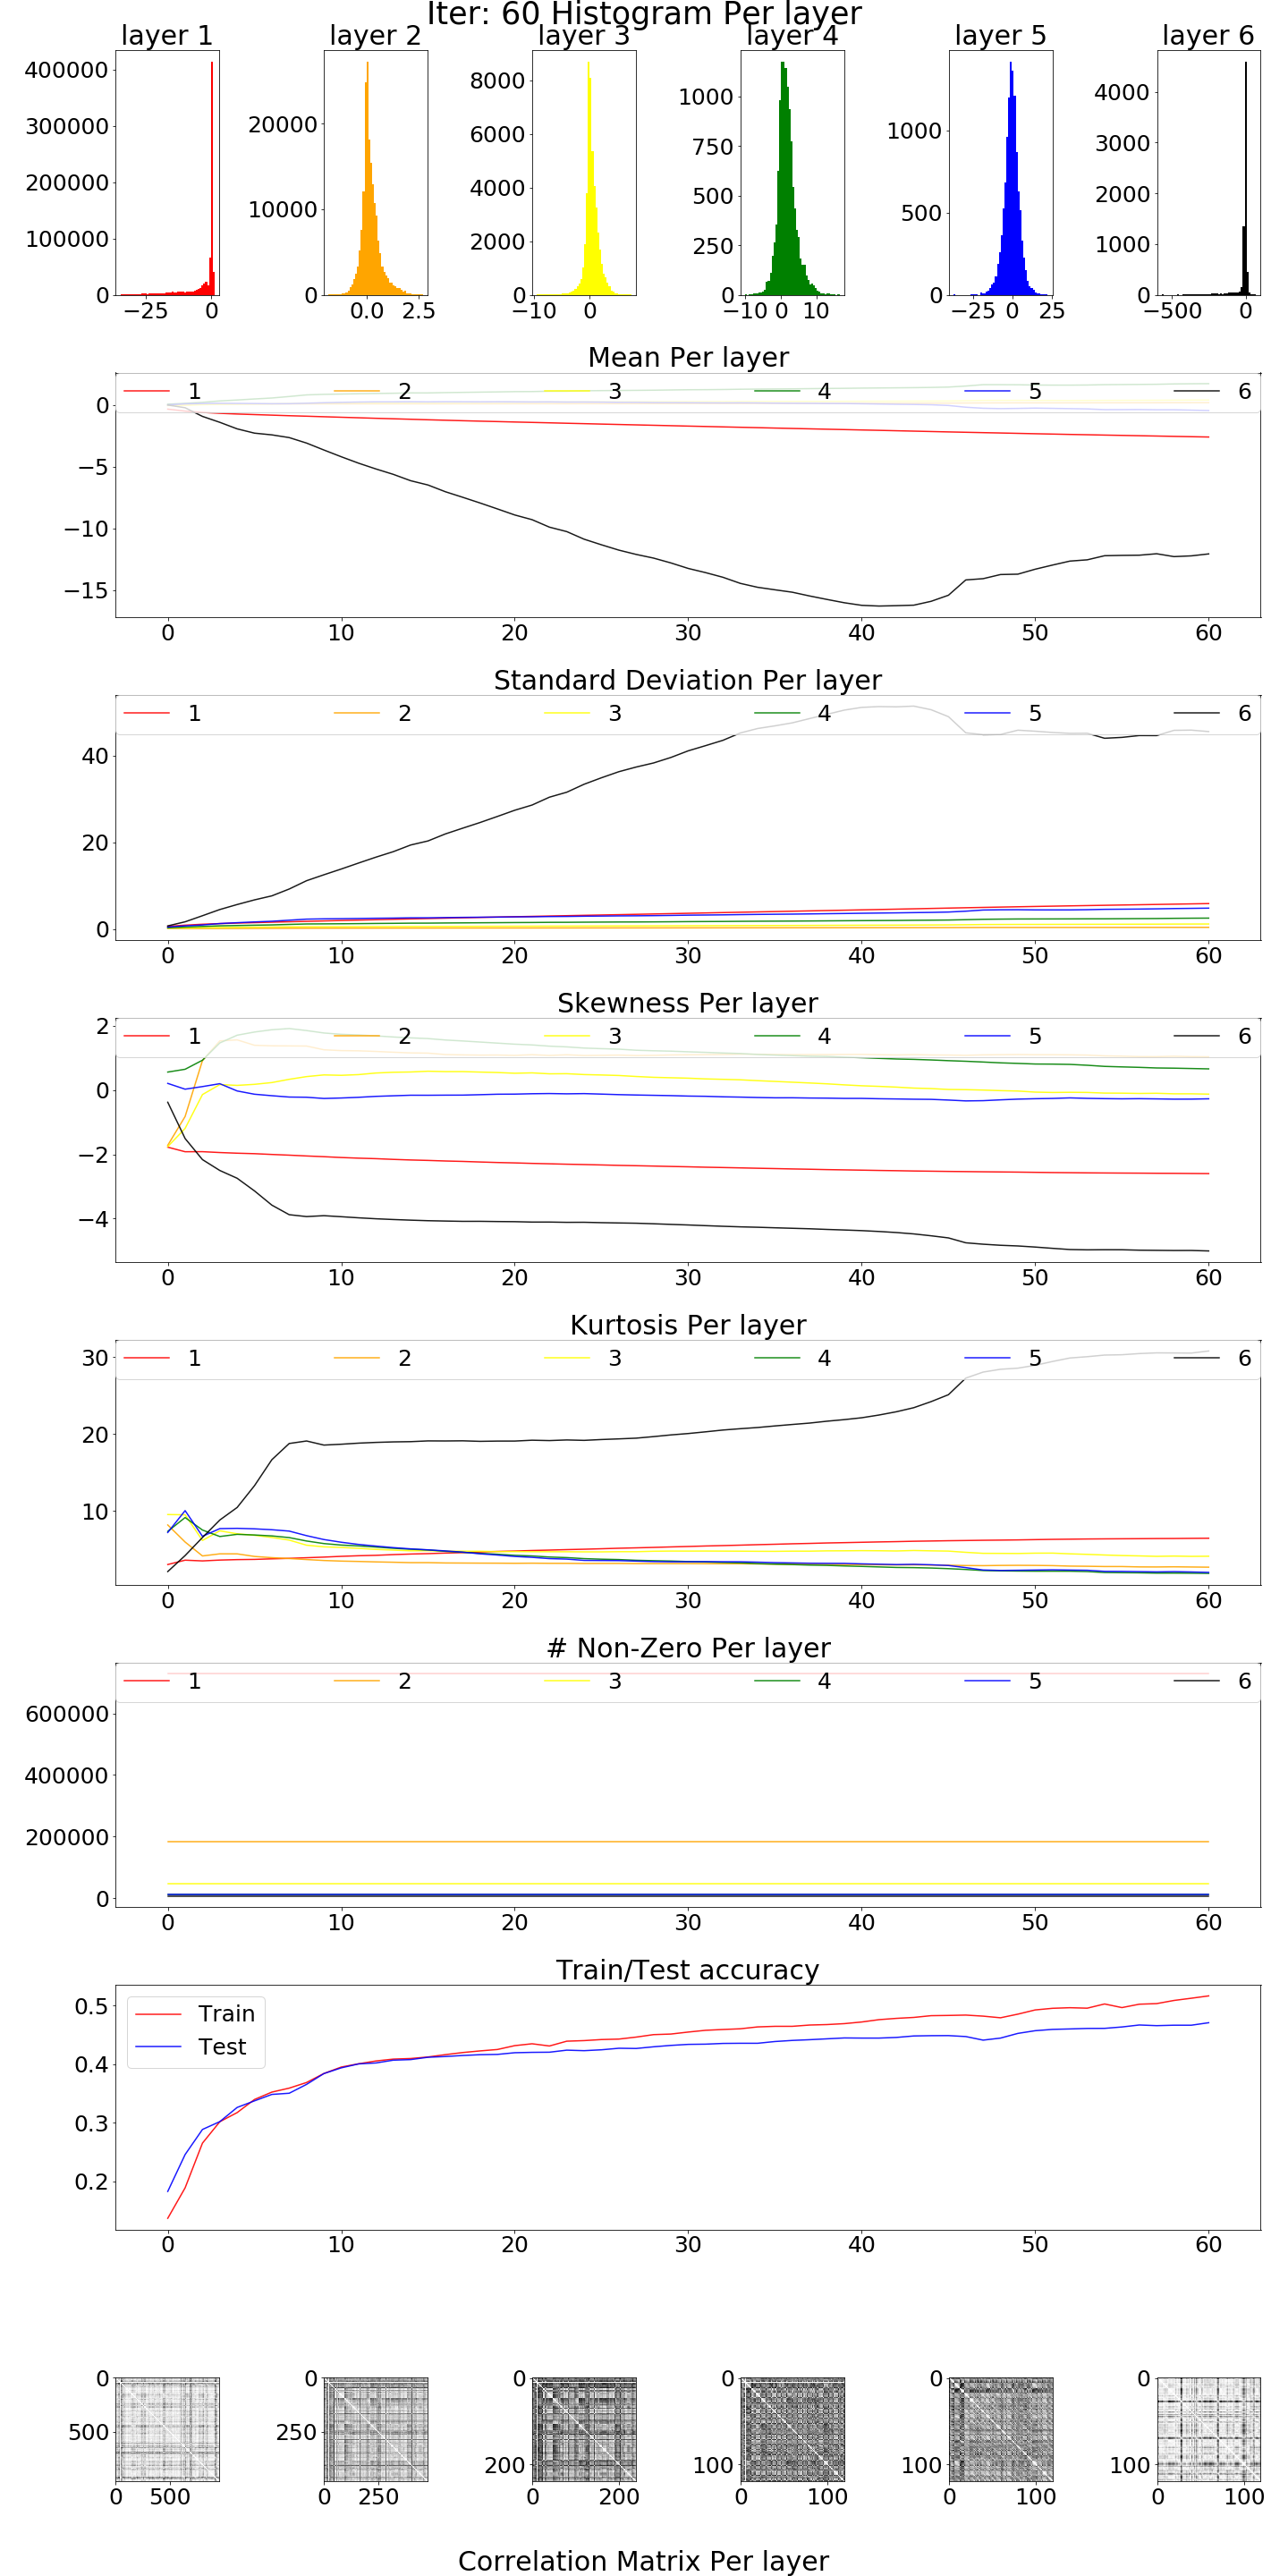 Iter: 60 Histogram Per layer
layer 1 layer 2 layer 3 layer 4 layer 5 layer 6
400000
300000
200000
100000
0
−25 0
20000
10000
0
0.0 2.5
8000
6000
4000
2000
0
−10 0
1000
750
500
250
0
−10 0 10
1000
500
0
−25 0 25
4000
3000
2000
1000
0
−500 0
Mean Per layer
1 2 3 4 5 6
0
−5
−10
−15
0 10 20 30 40 50 60
Standard Deviation Per layer
1 2 3 4 5 6
40
20
0
0 10 20 30 40 50 60
Skewness Per layer
1 2 3 4 5 6
2
0
−2
−4
0 10 20 30 40 50 60
Kurtosis Per layer
1 2 3 4 5 6
30
20
10
0 10 20 30 40 50 60
# Non-Zero Per layer
1 2 3 4 5 6
600000
400000
200000
0
0 10 20 30 40 50 60
Train/Test accuracy
Train
Test
0.5
0.4
0.3
0.2
0 10 20 30 40 50 60
0
500
0 500
0
250
0 250
0
200
0 200
0
100
0 100
0
100
0 100
0
100
0 100
Correlation Matrix Per layer